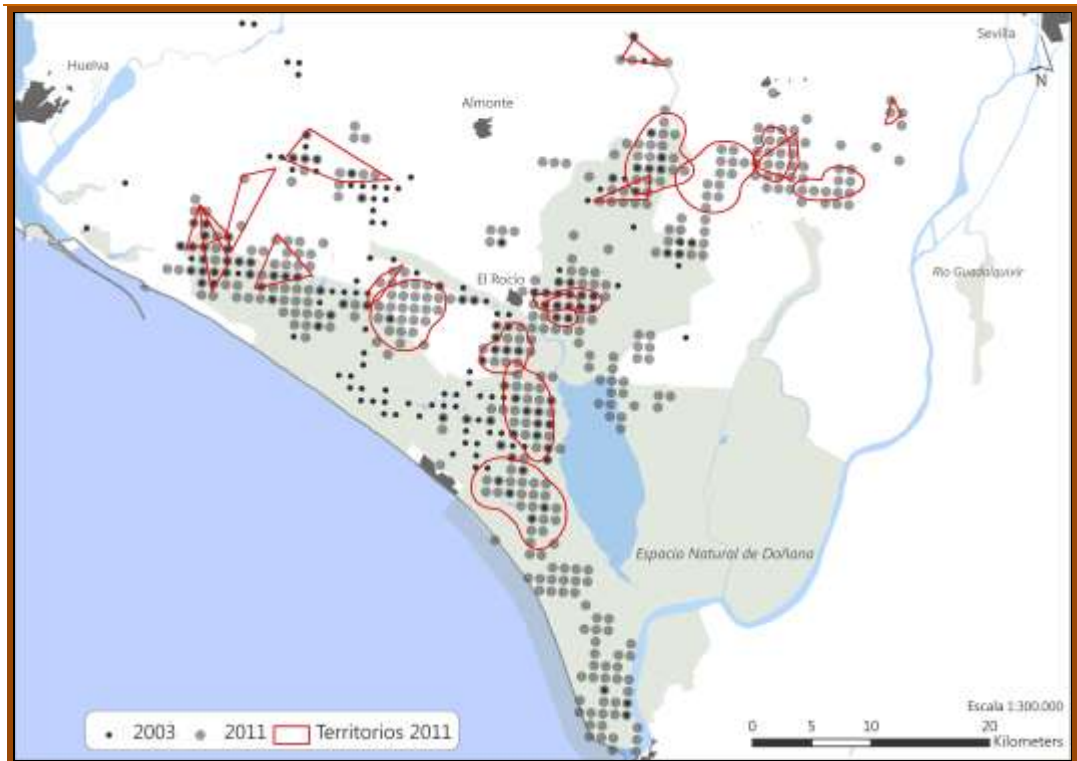 Sevilla
Huelva
N
Almonte
El Rocío
Río Guadalquivir
Espacio Natural de Doñana
Escala 1:300.000
0 5 10 20
Kilometers
2003 2011 Territorios 2011